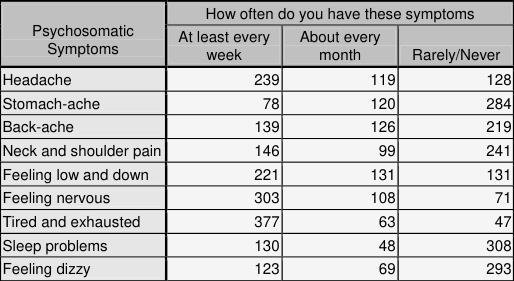 How often do you have these symptoms
Psychosomatic
Symptoms
At least every
week
About every
month
Rarely/Never
Headache 239 119 128
Stomach-ache 78 120 284
Back-ache 139 126 219
Neck and shoulder pain 146 99 241
Feeling low and down 221 131 131
Feeling nervous 303 108 71
Tired and exhausted 377 63 47
Sleep problems 130 48 308
Feeling dizzy 123 69 293